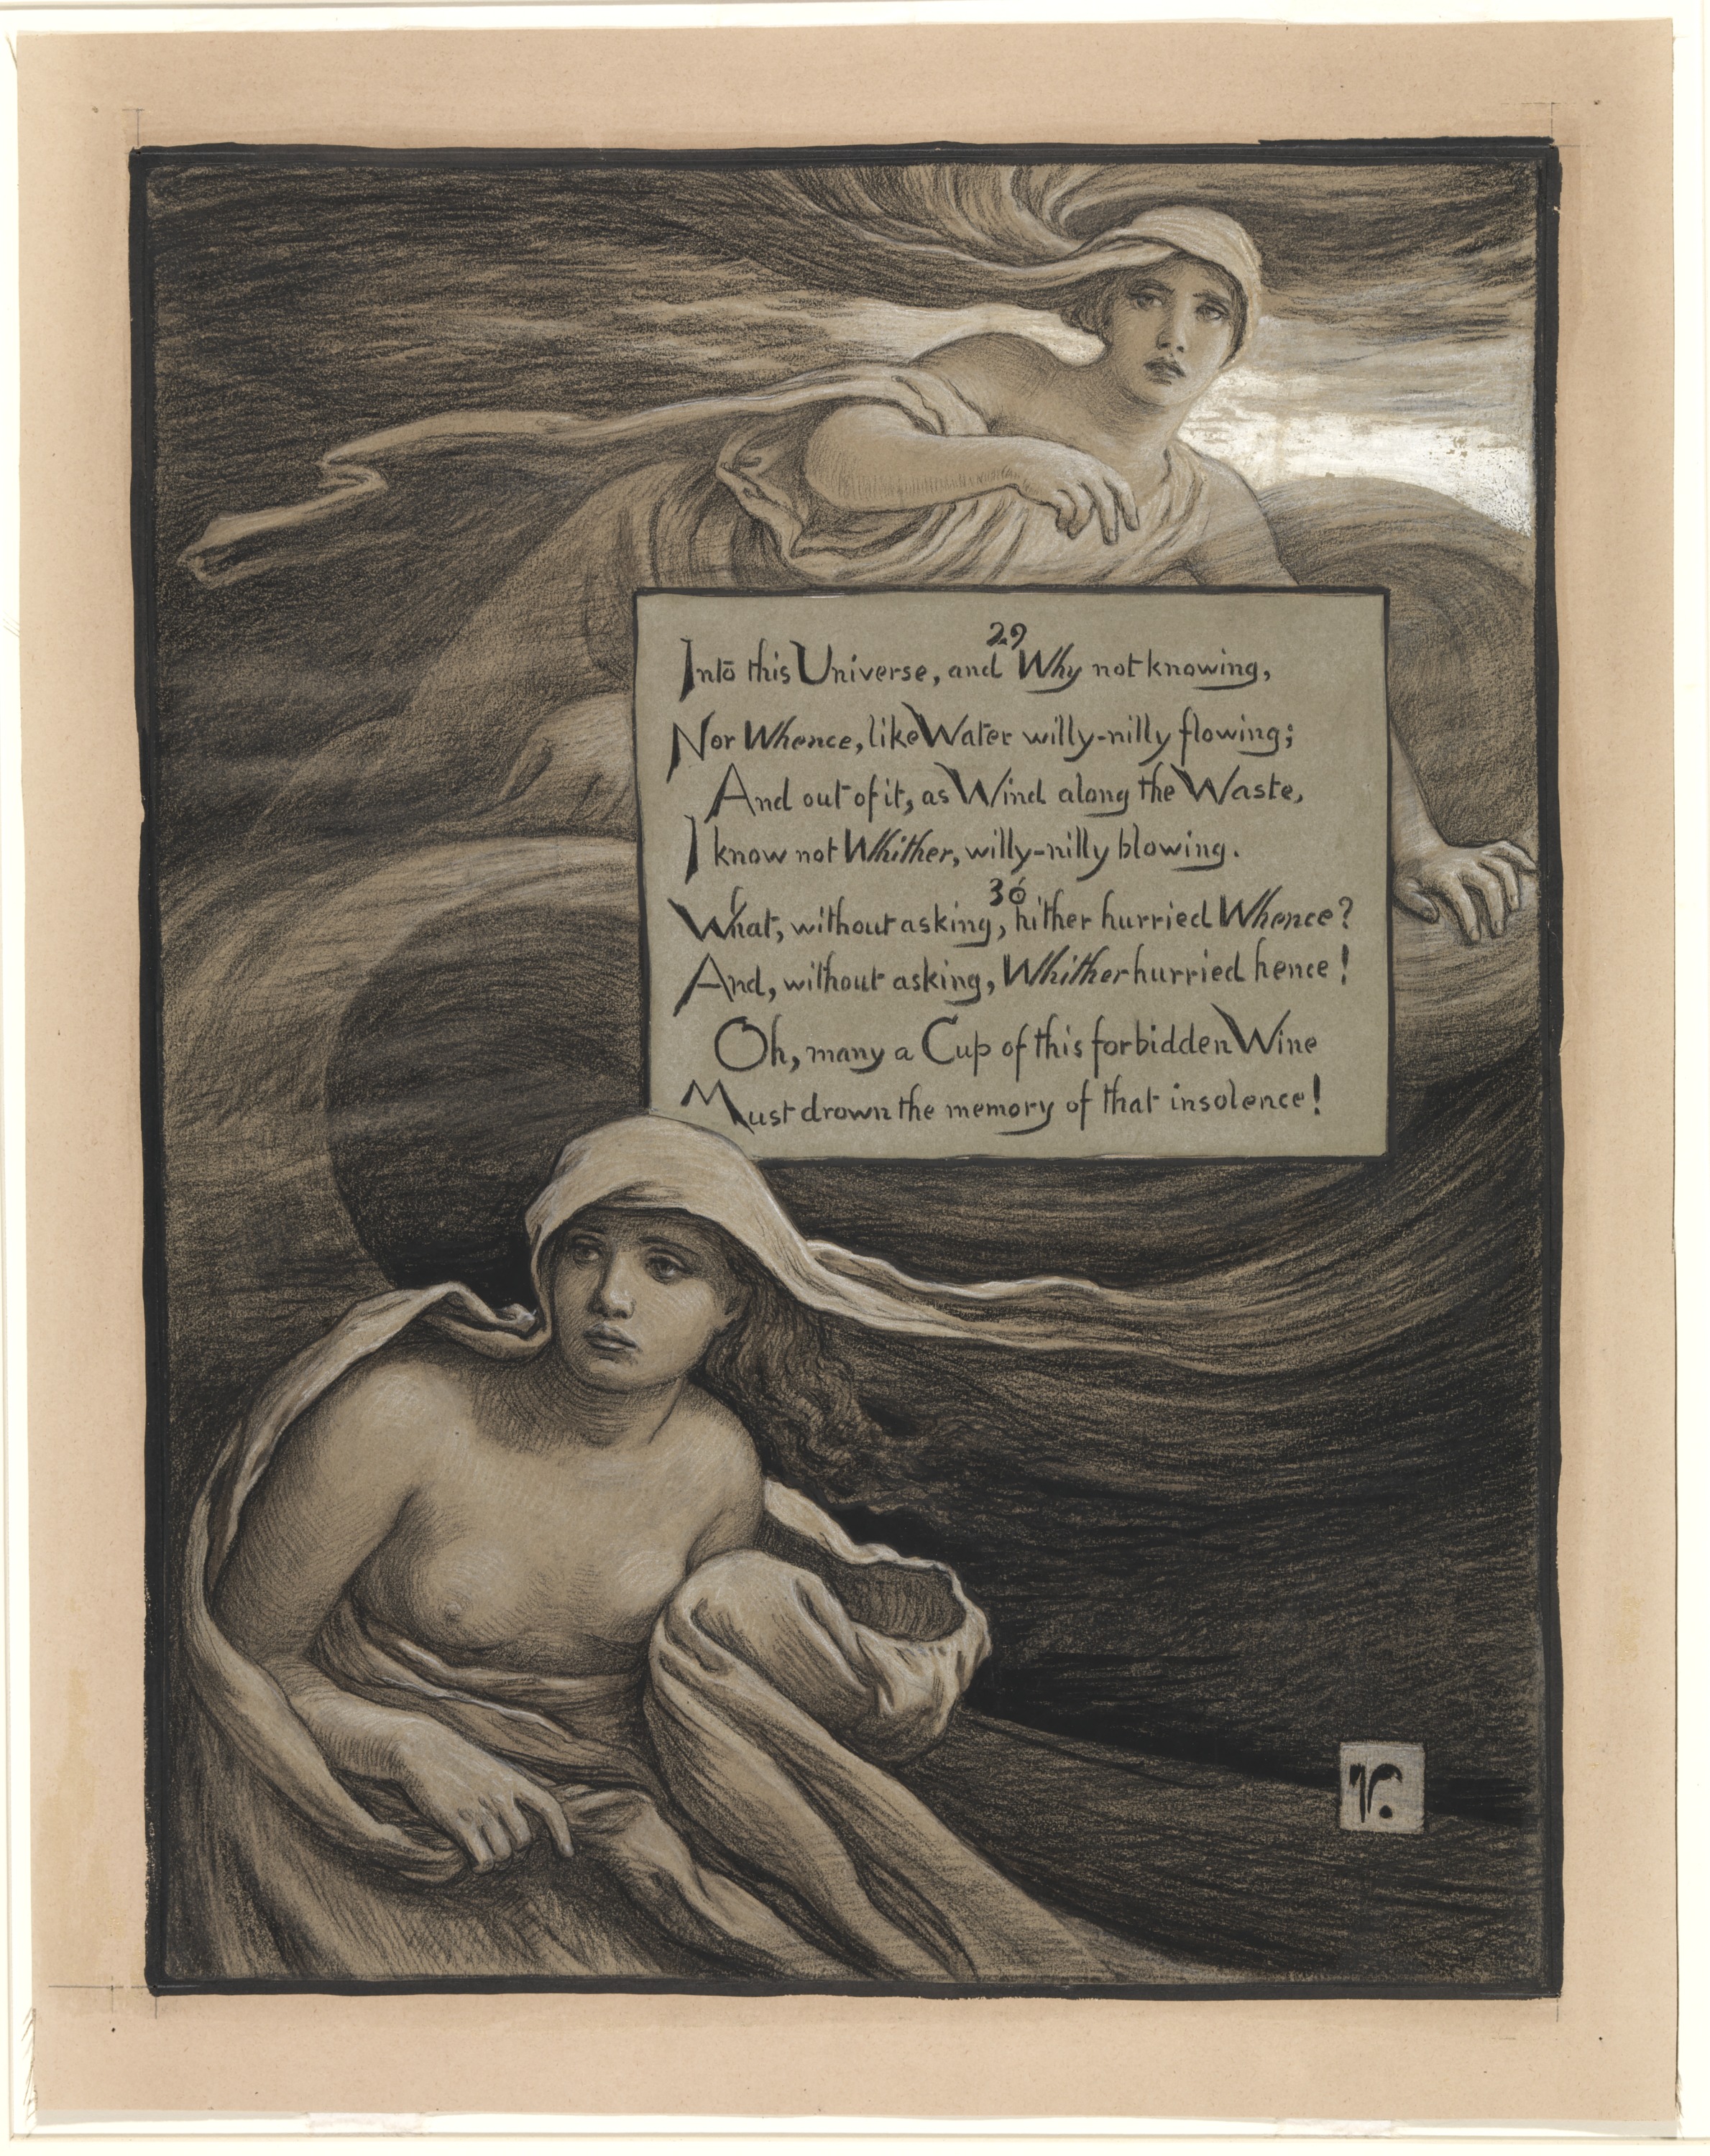 29
Into this Universe, and Why not knowing,
Nor Whence, like Water willy-nilly flowing;
And out of it, as Wind along the Waste,
I know not Whither, willy-nilly blowing.
30
What, without asking, hither hurried Whence?
And, without asking, Whither hurried hence!
Oh, many a Cup of this forbidden Wine
Must drown the memory of that insolence!
V.